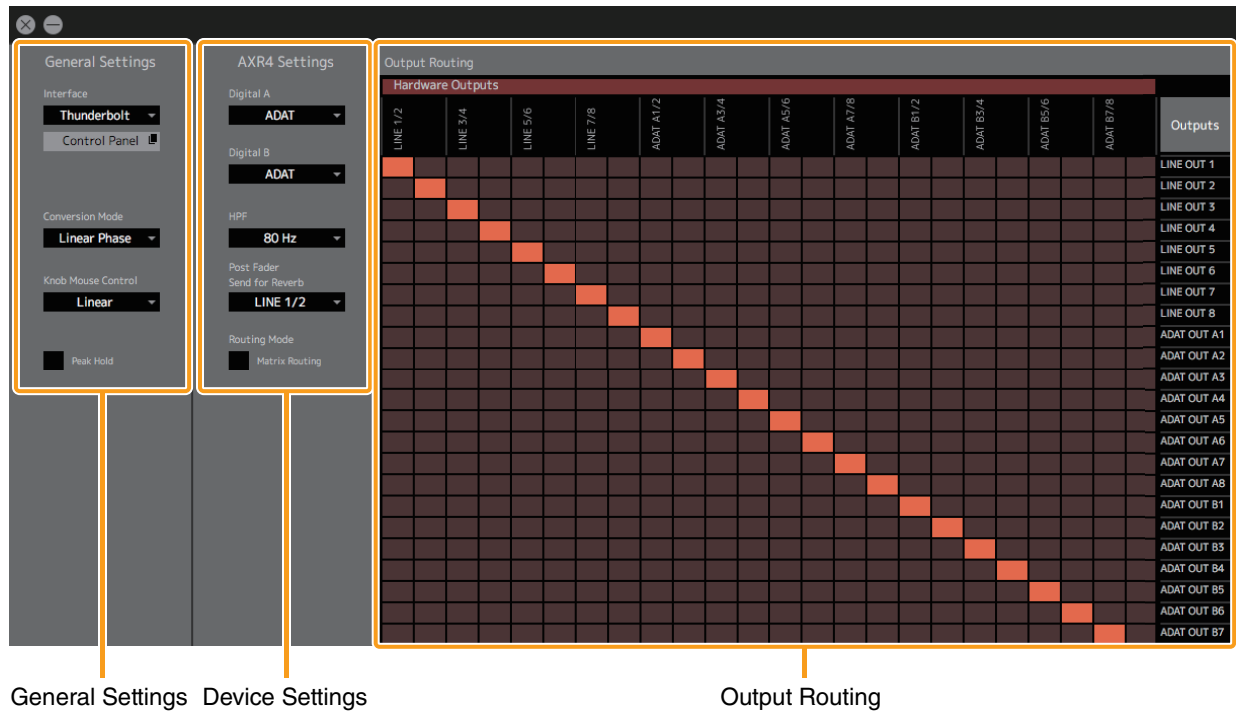 General Settings
Interface
Thunderbolt
Control Panel
Conversion Mode
Linear Phase
Knob Mouse Control
Linear
Peak Hold
AXR4 Settings
Digital A
ADAT
Digital B
ADAT
HPF
80 Hz
Post Fader
Send for Reverb
LINE 1/2
Routing Mode
Matrix Routing
Output Routing
Hardware Outputs
LINE 1/2
LINE 3/4
LINE 5/6
LINE 7/8
ADAT A1/2
ADAT A3/4
ADAT A5/6
ADAT A7/8
ADAT B1/2
ADAT B3/4
ADAT B5/6
ADAT B7/8
Outputs
LINE OUT 1
LINE OUT 2
LINE OUT 3
LINE OUT 4
LINE OUT 5
LINE OUT 6
LINE OUT 7
LINE OUT 8
ADAT OUT A1
ADAT OUT A2
ADAT OUT A3
ADAT OUT A4
ADAT OUT A5
ADAT OUT A6
ADAT OUT A7
ADAT OUT A8
ADAT OUT B1
ADAT OUT B2
ADAT OUT B3
ADAT OUT B4
ADAT OUT B5
ADAT OUT B6
ADAT OUT B7
General Settings
Device Settings
Output Routing